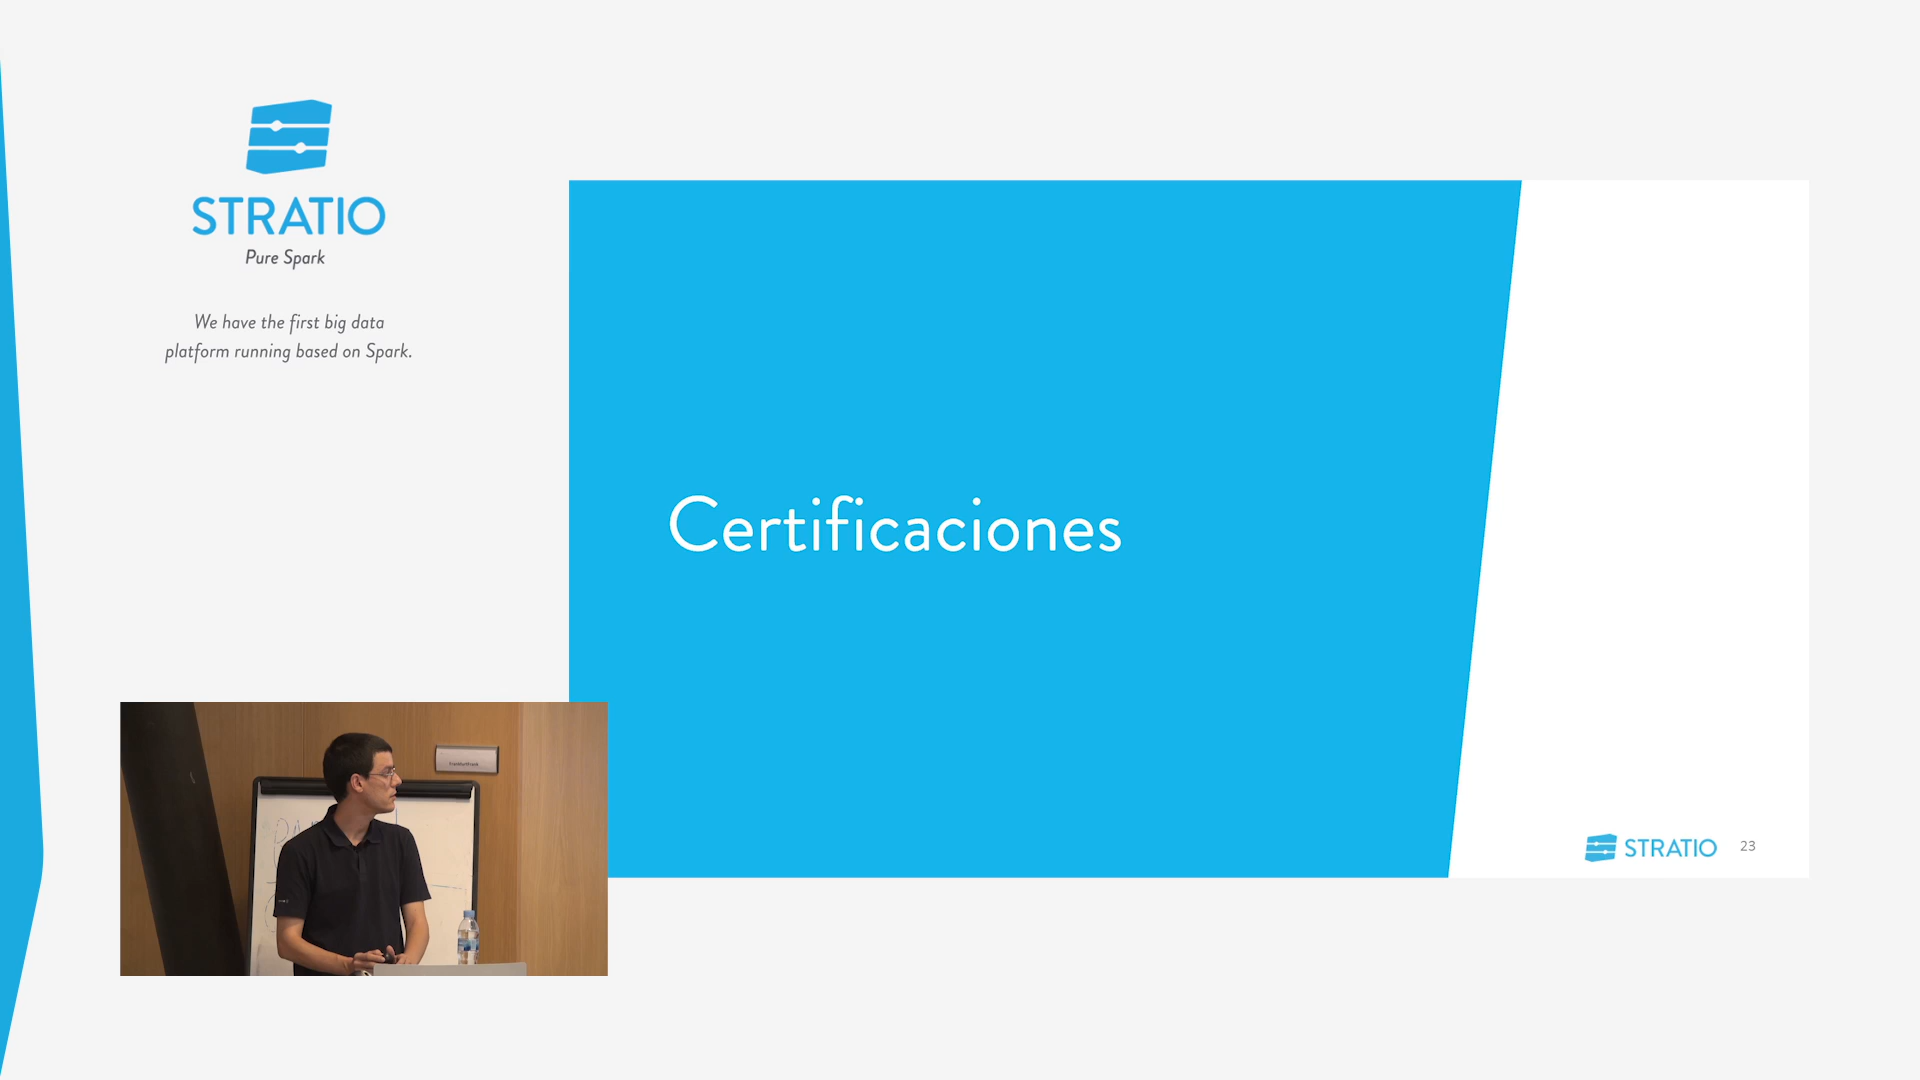 STRATIO
Pure Spark
We have the first big data
platform running based on Spark.
Certificaciones
STRATIO 23